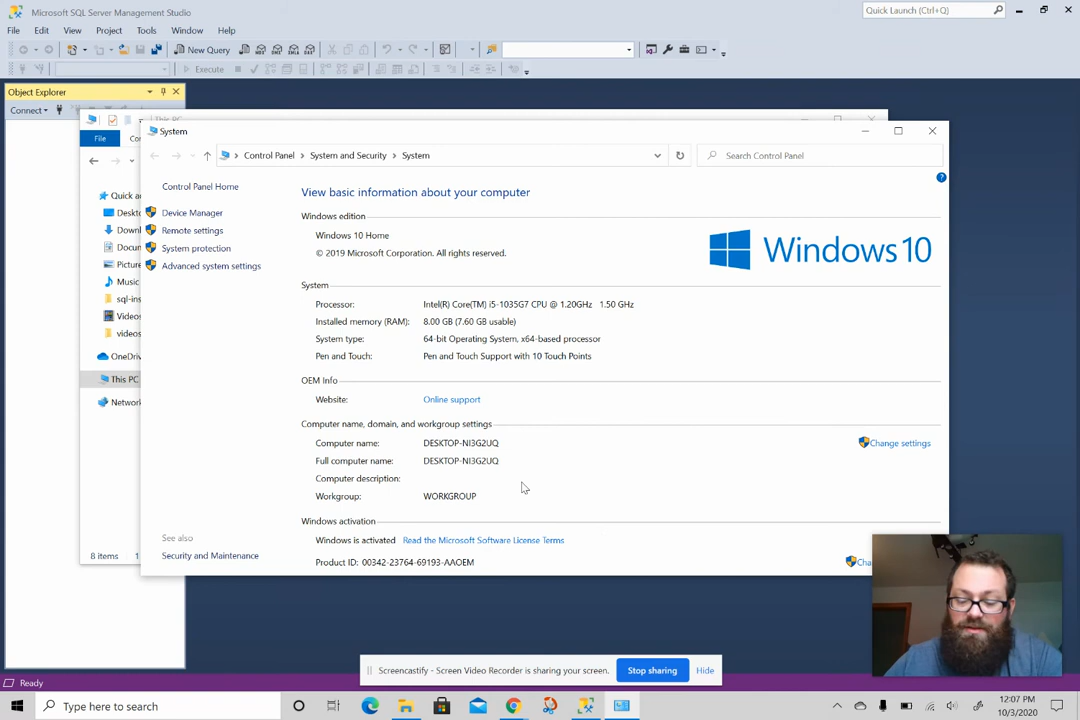 Microsoft SQL Server Management Studio
Quick Launch (Ctrl+Q)
File Edit View Project Tools Window Help
New Query
Execute
Object Explorer
Connect
This PC
File
System
Control Panel > System and Security > System
Search Control Panel
Control Panel Home
Device Manager
Remote settings
System protection
Advanced system settings
See also
Security and Maintenance
View basic information about your computer
Windows edition
Windows 10 Home
© 2019 Microsoft Corporation. All rights reserved.
Windows 10
System
Processor: Intel(R) Core(TM) i5-1035G7 CPU @ 1.20GHz 1.50 GHz
Installed memory (RAM): 8.00 GB (7.60 GB usable)
System type: 64-bit Operating System, x64-based processor
Pen and Touch: Pen and Touch Support with 10 Touch Points
OEM Info
Website: Online support
Computer name, domain, and workgroup settings
Computer name: DESKTOP-NI3G2UQ
Change settings
Full computer name: DESKTOP-NI3G2UQ
Computer description:
Workgroup: WORKGROUP
Windows activation
Windows is activated Read the Microsoft Software License Terms
Product ID: 00342-23764-69193-AAOEM
Cha
Quick a
Deskt
Down
Docum
Picture
Music
sql-ins
Videos
videos
OneDriv
This PC
Network
8 items
Screencastify - Screen Video Recorder is sharing your screen.
Stop sharing
Hide
Ready
Type here to search
12:07 PM
10/3/2020